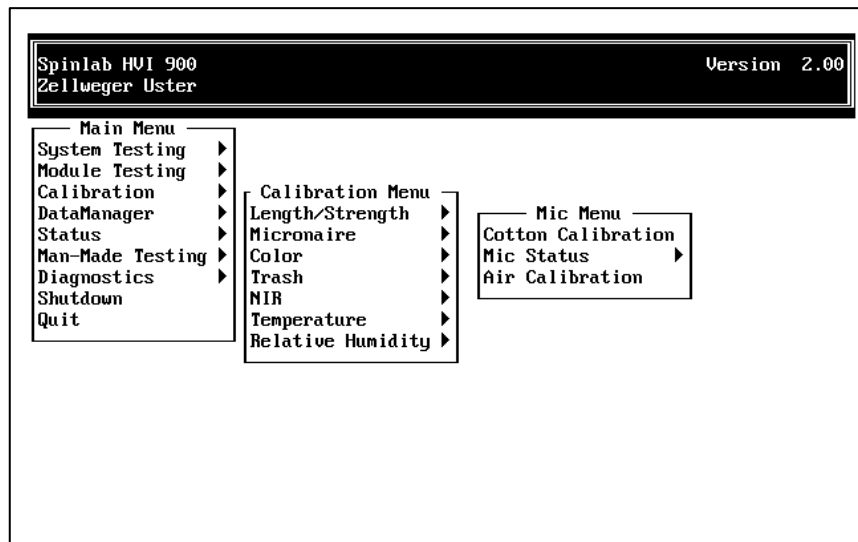 Spinlab HVI 900 Version 2.00
Zellweger Uster
Main Menu
System Testing
Module Testing
Calibration
DataManager
Status
Man-Made Testing
Diagnostics
Shutdown
Quit
Calibration Menu
Length/Strength
Micronaire
Color
Trash
NIR
Temperature
Relative Humidity
Mic Menu
Cotton Calibration
Mic Status
Air Calibration